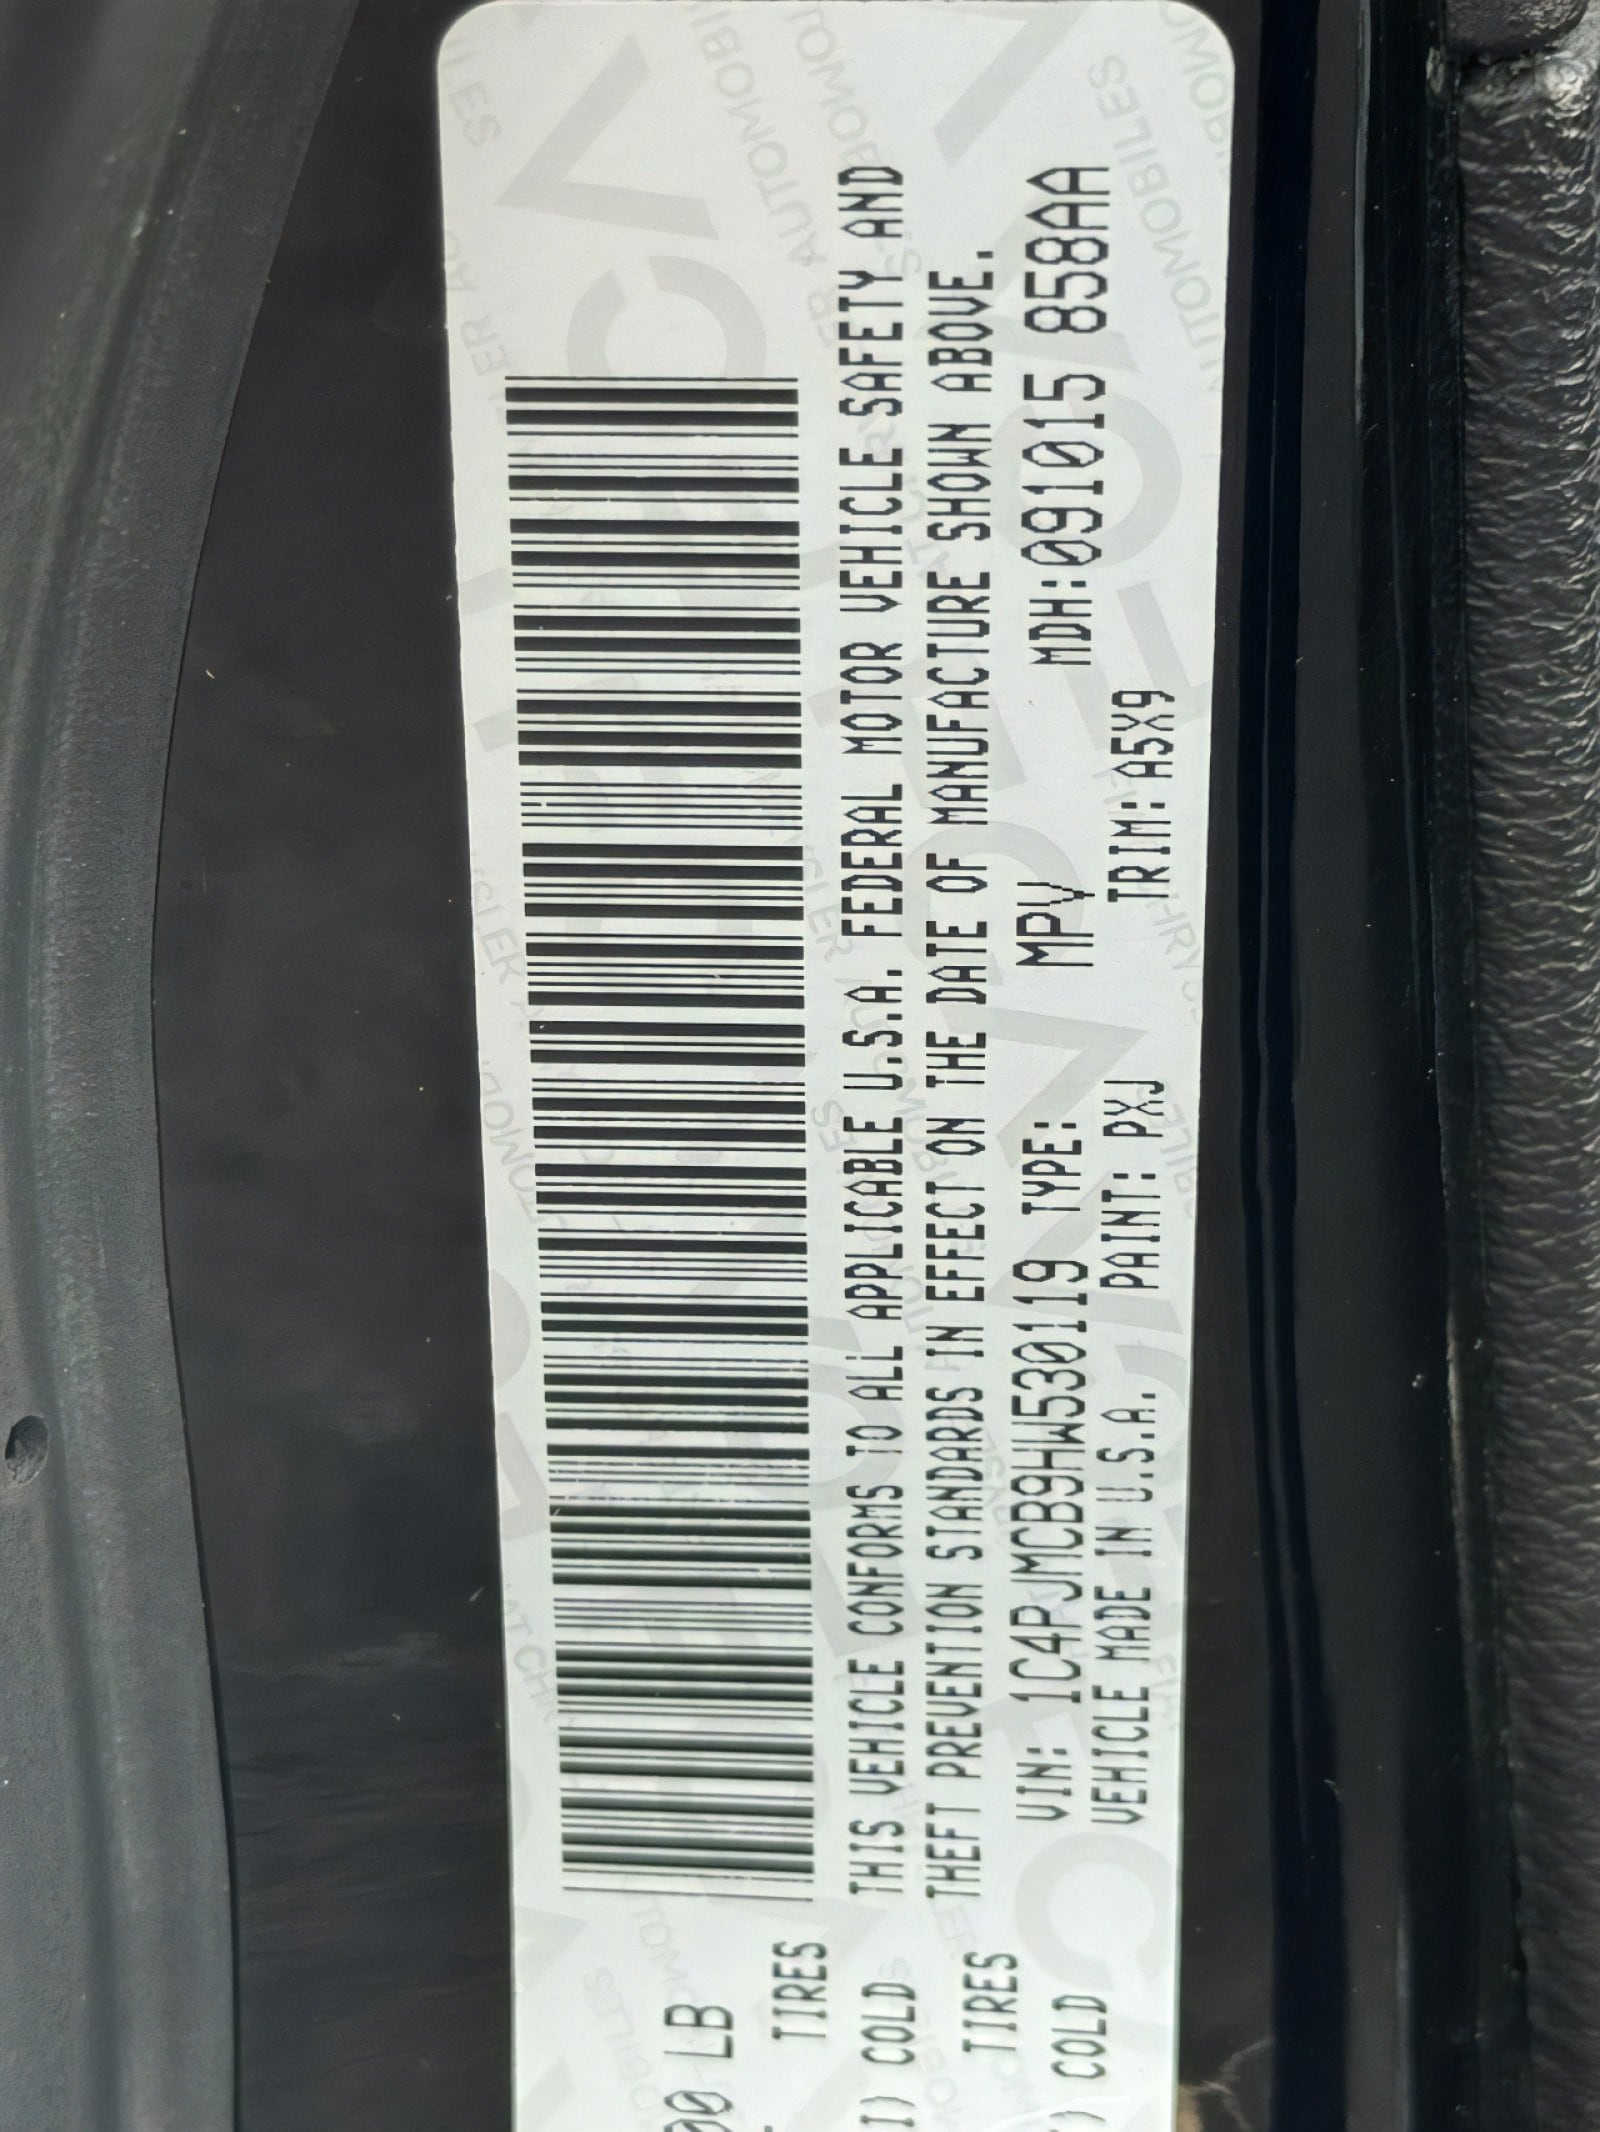 00 LB
TIRES
I) COLD
TIRES
) COLD
THIS VEHICLE CONFORMS TO ALL APPLICABLE U.S.A. FEDERAL MOTOR VEHICLE SAFETY AND
THEFT PREVENTION STANDARDS IN EFFECT ON THE DATE OF MANUFACTURE SHOWN ABOVE.
VIN: 1C4PJMCB9HW530119 TYPE: MPV MDH:091015 858AA
VEHICLE MADE IN U.S.A. PAINT: PXJ TRIM:A5X9